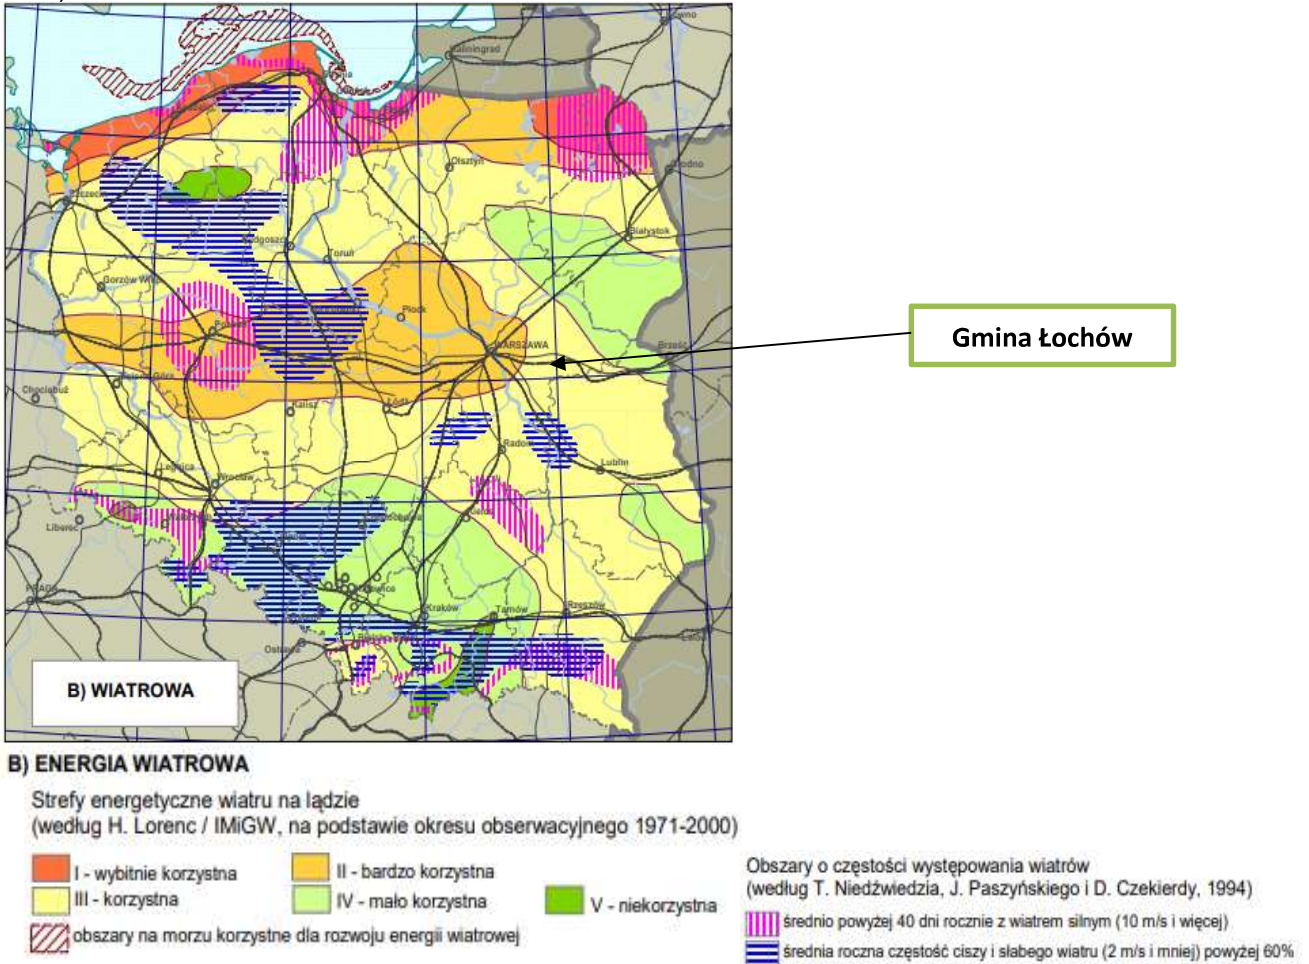 Kaliningrad
Olsztyn
Białystok
Toruń
Płock
WARSZAWA
Brześć
Gmina Łochów
Chociebuż
Kalisz
Łódź
Radom
Lublin
Legnica
Wrocław
Liberec
PRAGA
Kraków
Tarnów
Rzeszów
Ostrawa
B) WIATROWA
B) ENERGIA WIATROWA
Strefy energetyczne wiatru na lądzie
(według H. Lorenc / IMiGW, na podstawie okresu obserwacyjnego 1971-2000)
I - wybitnie korzystna
II - bardzo korzystna
III - korzystna
IV - mało korzystna
V - niekorzystna
obszary na morzu korzystne dla rozwoju energii wiatrowej
Obszary o częstości występowania wiatrów
(według T. Niedźwiedzia, J. Paszyńskiego i D. Czekierdy, 1994)
średnio powyżej 40 dni rocznie z wiatrem silnym (10 m/s i więcej)
średnia roczna częstość ciszy i słabego wiatru (2 m/s i mniej) powyżej 60%